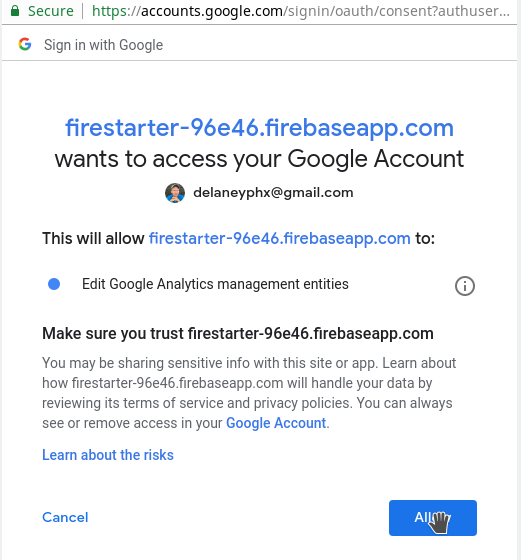 Secure | https://accounts.google.com/signin/oauth/consent?authuser...
Sign in with Google
firestarter-96e46.firebaseapp.com
wants to access your Google Account
delaneyphx@gmail.com
This will allow firestarter-96e46.firebaseapp.com to:
Edit Google Analytics management entities
Make sure you trust firestarter-96e46.firebaseapp.com
You may be sharing sensitive info with this site or app. Learn about
how firestarter-96e46.firebaseapp.com will handle your data by
reviewing its terms of service and privacy policies. You can always
see or remove access in your Google Account.
Learn about the risks
Cancel